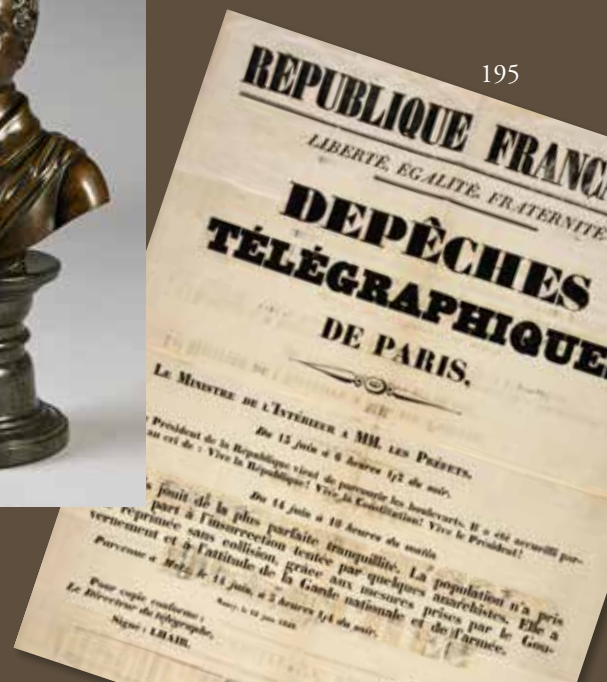 195
RÉPUBLIQUE FRANÇ
LIBERTÉ, ÉGALITÉ, FRATERNITÉ
DEPÊCHES
TÉLÉGRAPHIQUE
DE PARIS,
LE MINISTRE DE L'INTÉRIEUR A MM. LES PRÉFETS.
Du 13 juin à 6 heures 1/2 du soir.
Président de la République vient de parcourir les boulevarts. Il a été accueilli par-
au cri de : Vive la République! Vive la Constitution! Vive le Président!
Du 14 juin à 10 heures du matin
s jouit de la plus parfaite tranquillité. La population n'a pris
part à l'insurrection tentée par quelques anarchistes. Elle a
réprimée sans collision, grâce aux mesures prises par le Gou-
vernement et à l'attitude de la Garde nationale et de l'armée.
Parvenue à Metz, le 14 juin, à 5 heures 1/4 du soir.
Pour copie conforme :
Le Directeur du télégraphe,
Signé :